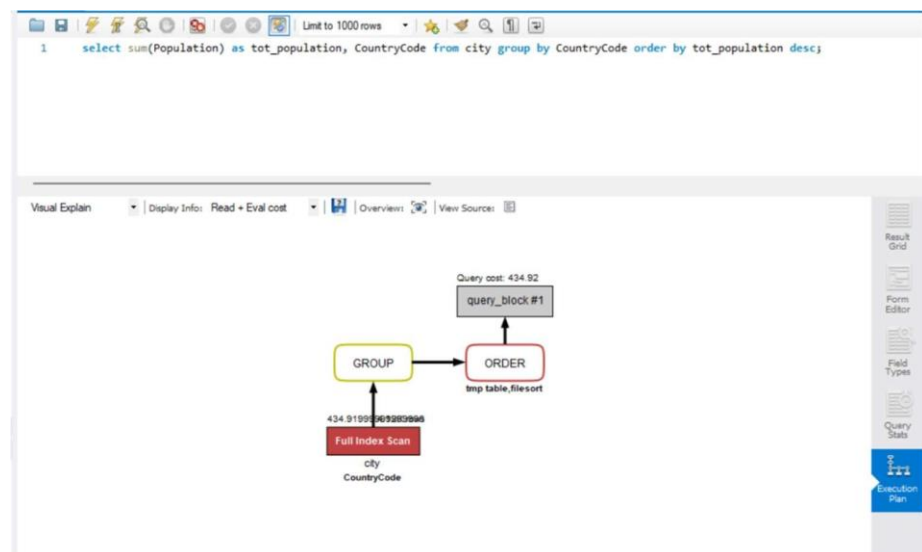 Limit to 1000 rows
1 select sum(Population) as tot_population, CountryCode from city group by CountryCode order by tot_population desc;
Visual Explain Display Info: Read + Eval cost Overview: View Source:
Result
Grid
Form
Editor
Field
Types
Query
Stats
Execution
Plan
Query cost: 434.92
query_block #1
GROUP
ORDER
tmp table,filesort
Full Index Scan
city
CountryCode